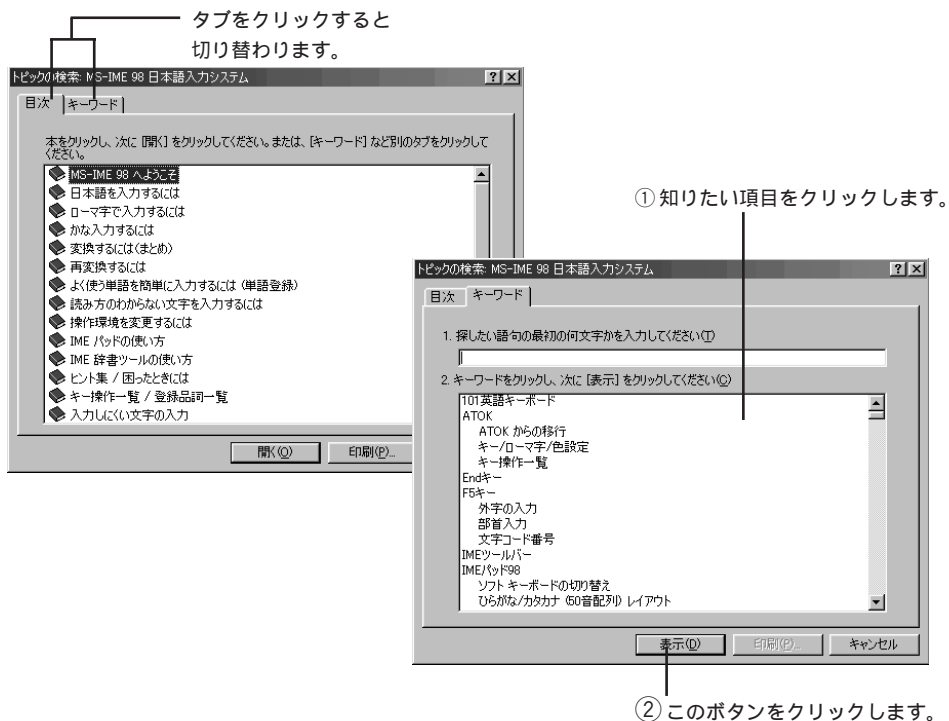 タブをクリックすると
切り替わります。
トピックの検索: MS-IME 98 日本語入力システム
目次
キーワード
本をクリックし、次に [開く] をクリックしてください。または、[キーワード] など別のタブをクリックして
ください。
MS-IME 98 へようこそ
日本語を入力するには
ローマ字で入力するには
かな入力するには
変換するには(まとめ)
再変換するには
よく使う単語を簡単に入力するには (単語登録)
読み方のわからない文字を入力するには
操作環境を変更するには
IME パッドの使い方
IME 辞書ツールの使い方
ヒント集 / 困ったときには
キー操作一覧 / 登録品詞一覧
入力しにくい文字の入力
開く(O)
印刷(P)...
① 知りたい項目をクリックします。
トピックの検索: MS-IME 98 日本語入力システム
目次
キーワード
1. 探したい語句の最初の何文字かを入力してください(T)
2. キーワードをクリックし、次に [表示] をクリックしてください(C)
101英語キーボード
ATOK
ATOK からの移行
キー/ローマ字/色設定
キー操作一覧
Endキー
F5キー
外字の入力
部首入力
文字コード番号
IMEツールバー
IMEパッド98
ソフト キーボードの切り替え
ひらがな/カタカナ (50音配列) レイアウト
表示(D)
印刷(P)...
キャンセル
② このボタンをクリックします。